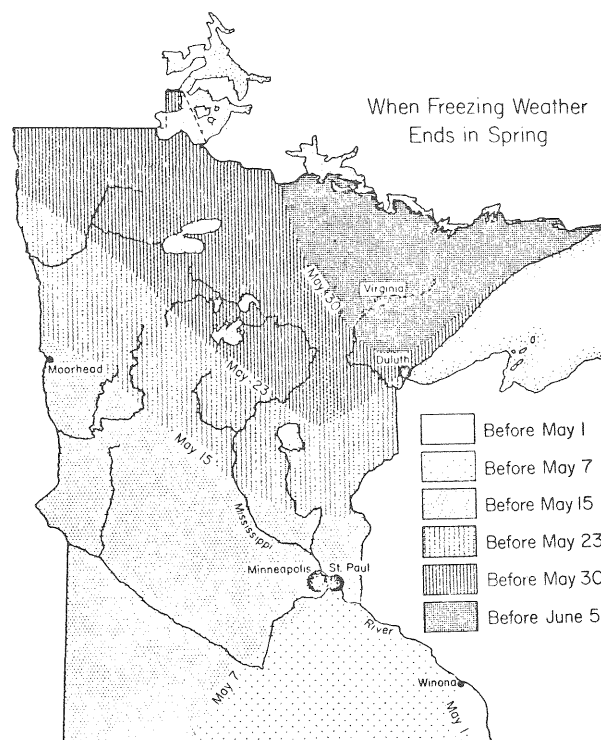 When Freezing Weather
Ends in Spring
May 30
Virginia
Duluth
Moorhead
May 23
May 15
Mississippi
Minneapolis
St. Paul
River
May 7
Winona
May 1
Before May 1
Before May 7
Before May 15
Before May 23
Before May 30
Before June 5